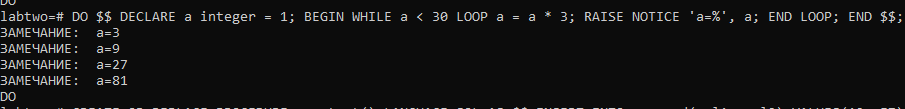 DO
labtwo=# DO $$ DECLARE a integer = 1; BEGIN WHILE a < 30 LOOP a = a * 3; RAISE NOTICE 'a=%', a; END LOOP; END $$;
ЗАМЕЧАНИЕ:  a=3
ЗАМЕЧАНИЕ:  a=9
ЗАМЕЧАНИЕ:  a=27
ЗАМЕЧАНИЕ:  a=81
DO